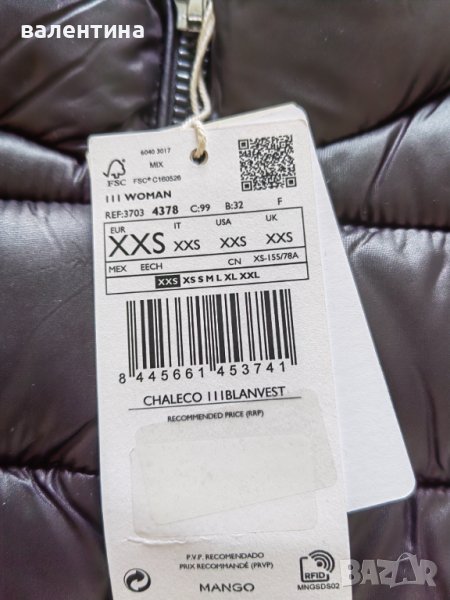 валентина
6040 3017
MIX
FSC
FSC® C160526
111 WOMAN
REF:3703 4378 C:99 B:32 F
EUR IT USA UK
XXS XXS XXS XXS
MEX EECH CN XS-155/78A
XXS XS S M L XL XXL
8 445661 453741
CHALECO 111BLANVEST
RECOMMENDED PRICE (RRP)
P.V.P. RECOMENDADO
PRIX RECOMMANDÉ (PRVP)
RFID
MANGO
MNGSDS02
BAZAR